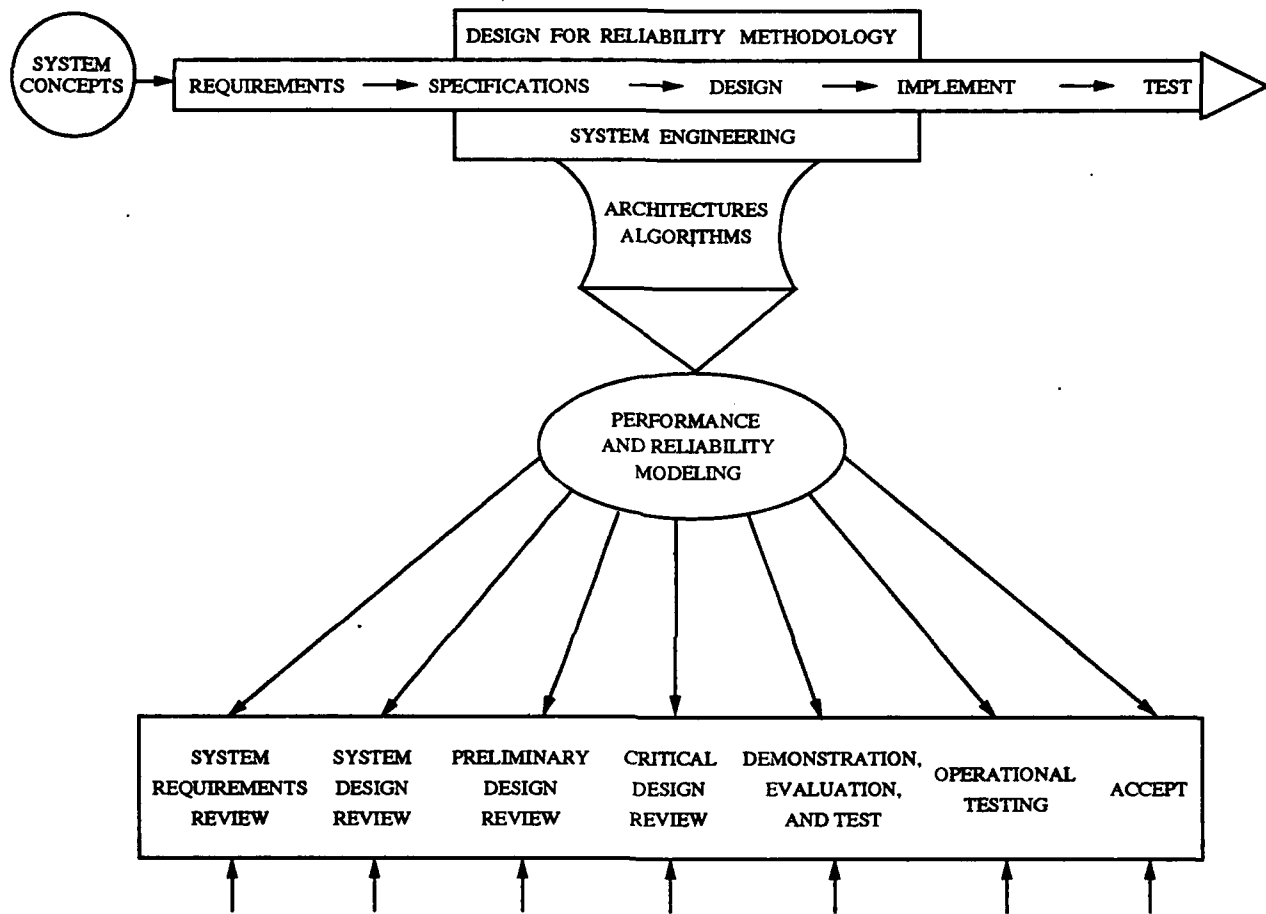 DESIGN FOR RELIABILITY METHODOLOGY
SYSTEM
CONCEPTS
REQUIREMENTS
SPECIFICATIONS
DESIGN
IMPLEMENT
TEST
SYSTEM ENGINEERING
ARCHITECTURES
ALGORITHMS
PERFORMANCE
AND RELIABILITY
MODELING
SYSTEM
REQUIREMENTS
REVIEW
SYSTEM
DESIGN
REVIEW
PRELIMINARY
DESIGN
REVIEW
CRITICAL
DESIGN
REVIEW
DEMONSTRATION,
EVALUATION,
AND TEST
OPERATIONAL
TESTING
ACCEPT